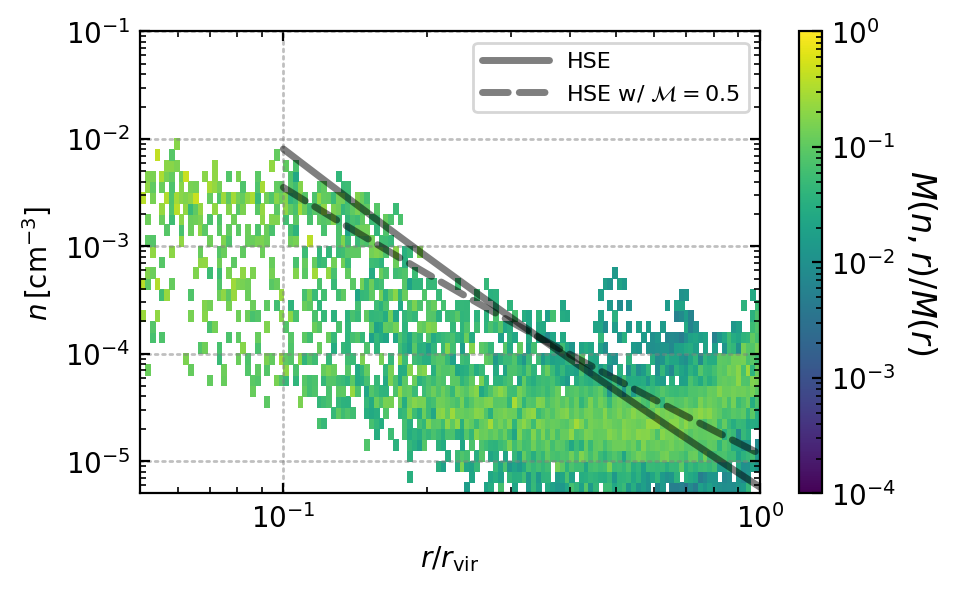 10⁻¹
10⁻²
10⁻³
10⁻⁴
10⁻⁵
n [cm⁻³]
HSE
HSE w/ ℳ = 0.5
10⁻¹
10⁰
r/r_vir
10⁰
10⁻¹
10⁻²
10⁻³
10⁻⁴
M(n, r)/M(r)